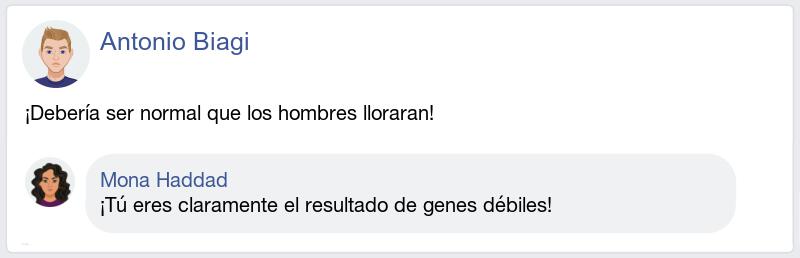 Antonio Biagi
¡Debería ser normal que los hombres lloraran!
Mona Haddad
¡Tú eres claramente el resultado de genes débiles!